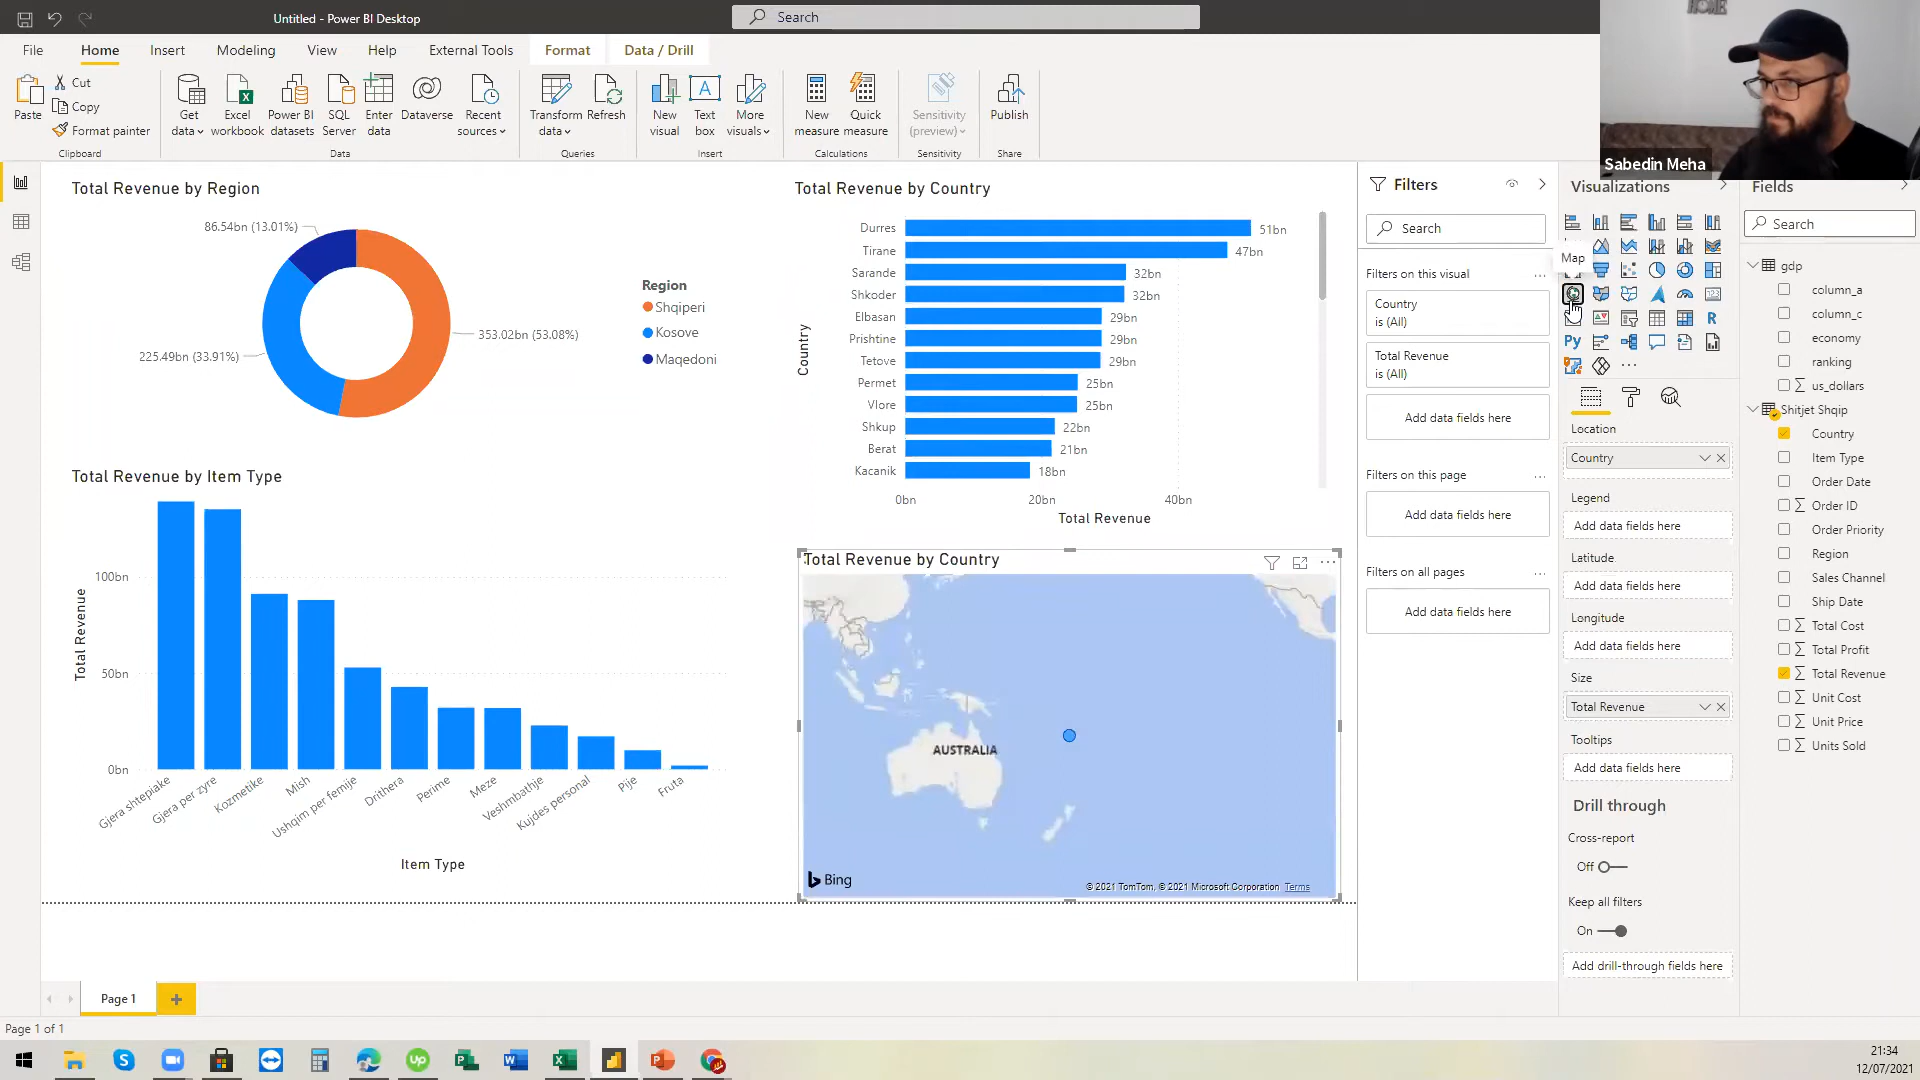 Untitled - Power BI Desktop
Search
HOME
File Home Insert Modeling View Help External Tools Format Data / Drill
Paste
Cut
Copy
Format painter
Clipboard
Get data
Excel workbook
Power BI datasets
SQL Server
Enter data
Dataverse
Recent sources
Data
Transform data
Refresh
Queries
New visual
Text box
More visuals
Insert
New measure
Quick measure
Calculations
Sensitivity (preview)
Sensitivity
Publish
Share
Sabedin Meha
Total Revenue by Region
86.54bn (13.01%)
225.49bn (33.91%)
353.02bn (53.08%)
Region
Shqiperi
Kosove
Maqedoni
Total Revenue by Country
Country
Durres 51bn
Tirane 47bn
Sarande 32bn
Shkoder 32bn
Elbasan 29bn
Prishtine 29bn
Tetove 29bn
Permet 25bn
Vlore 25bn
Shkup 22bn
Berat 21bn
Kacanik 18bn
0bn 20bn 40bn
Total Revenue
Total Revenue by Item Type
Total Revenue
100bn
50bn
0bn
Gjera shtepiake
Gjera per zyre
Kozmetike
Mish
Ushqim per femije
Drithera
Perime
Meze
Veshmbathje
Kujdes personal
Pije
Fruta
Item Type
Total Revenue by Country
AUSTRALIA
Bing
© 2021 TomTom, © 2021 Microsoft Corporation Terms
Filters
Search
Filters on this visual
Country
is (All)
Total Revenue
is (All)
Add data fields here
Filters on this page
Add data fields here
Filters on all pages
Add data fields here
Visualizations
Map
R
Py
Location
Country
Legend
Add data fields here
Latitude
Add data fields here
Longitude
Add data fields here
Size
Total Revenue
Tooltips
Add data fields here
Drill through
Cross-report
Off
Keep all filters
On
Add drill-through fields here
Fields
Search
gdp
column_a
column_c
economy
ranking
us_dollars
Shitjet Shqip
Country
Item Type
Order Date
Order ID
Order Priority
Region
Sales Channel
Ship Date
Total Cost
Total Profit
Total Revenue
Unit Cost
Unit Price
Units Sold
Page 1
Page 1 of 1
21:34
12/07/2021